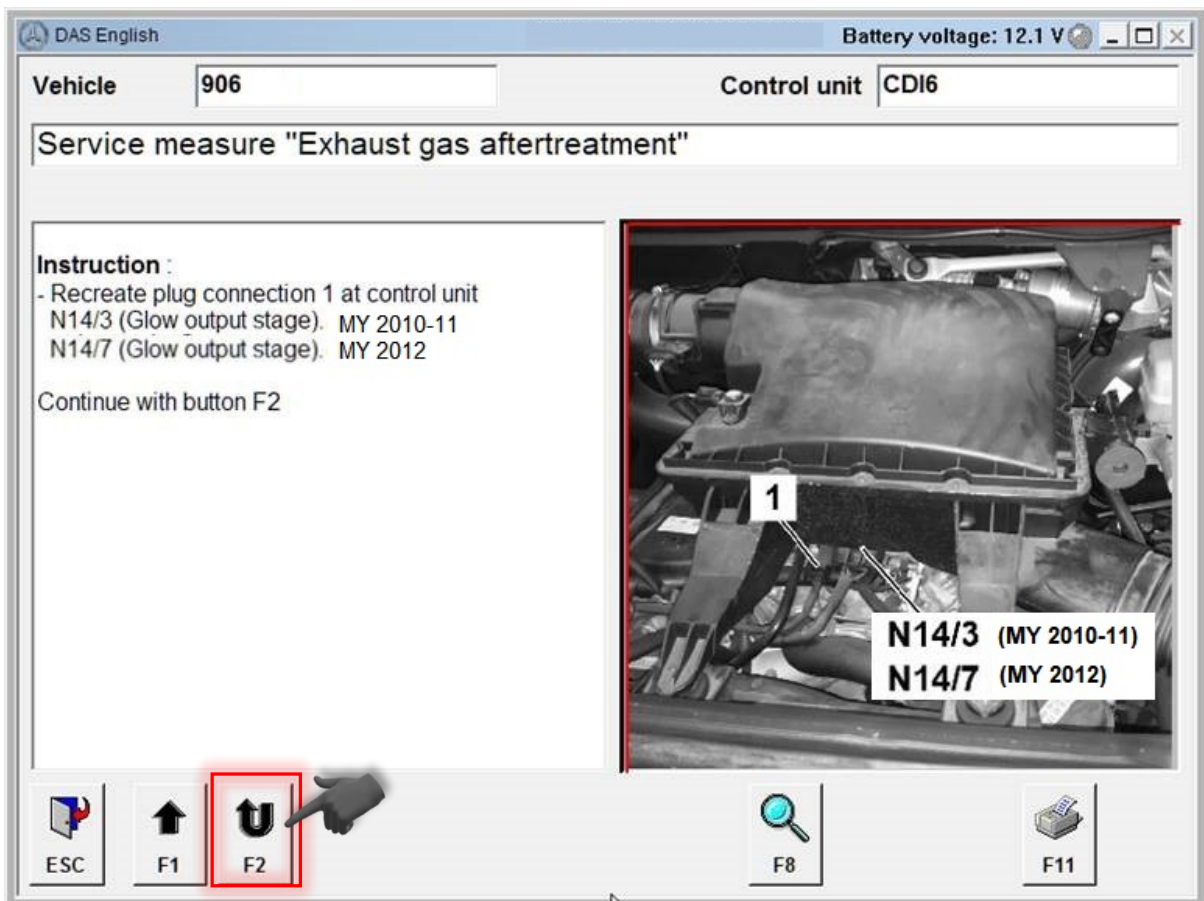 DAS English
Battery voltage: 12.1 V
Vehicle 906 Control unit CDI6
Service measure "Exhaust gas aftertreatment"
Instruction :
- Recreate plug connection 1 at control unit
N14/3 (Glow output stage). MY 2010-11
N14/7 (Glow output stage). MY 2012
Continue with button F2
1
N14/3 (MY 2010-11)
N14/7 (MY 2012)
ESC F1 F2 F8 F11